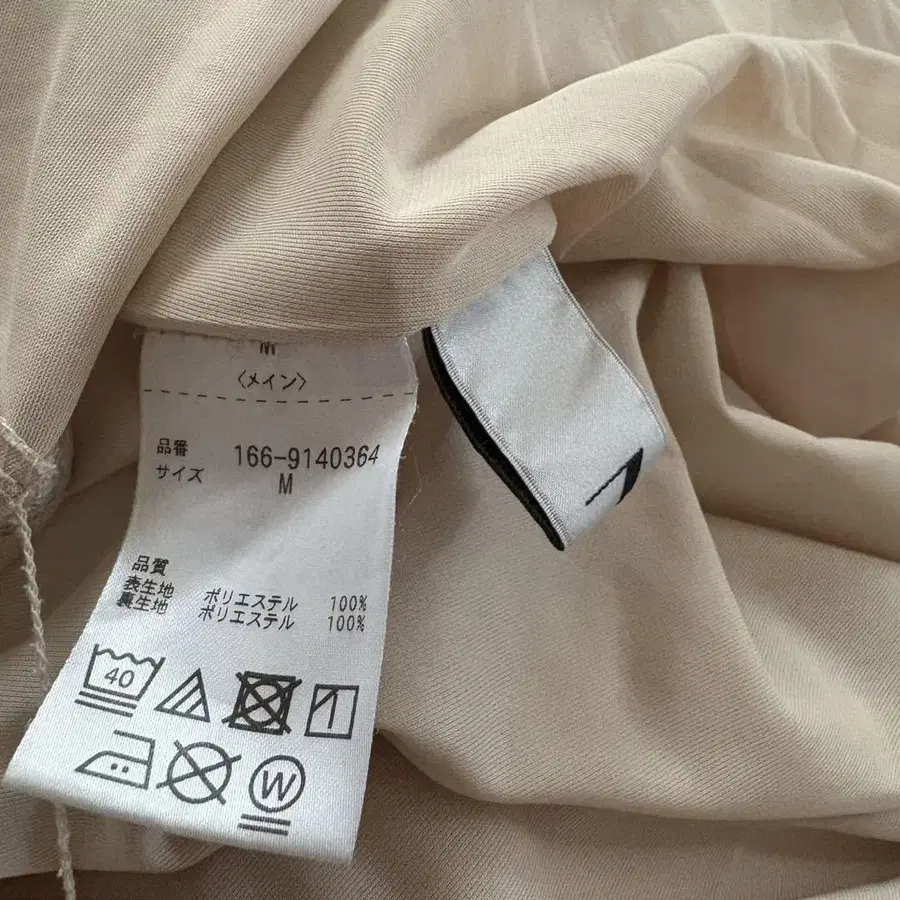 M
〈メイン〉
品番 166-9140364
サイズ M
品質
表生地 ポリエステル 100%
裏生地 ポリエステル 100%
40
W